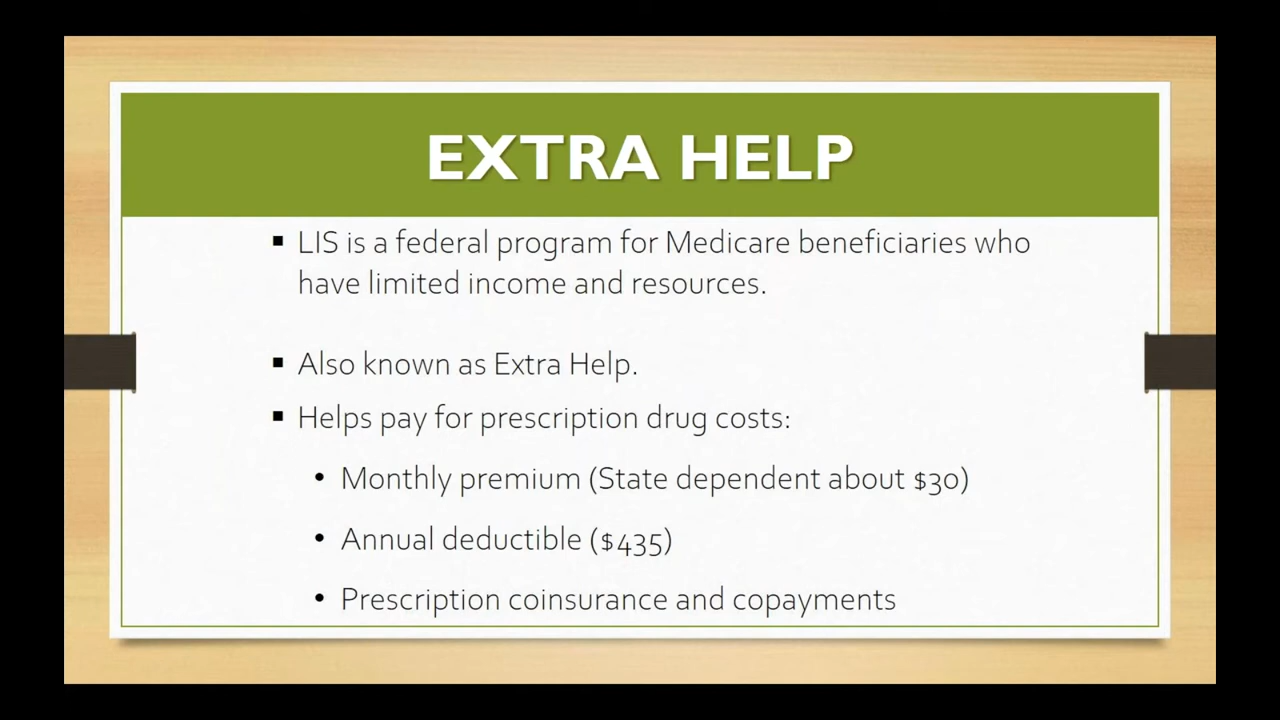 EXTRA HELP
▪ LIS is a federal program for Medicare beneficiaries who
have limited income and resources.
▪ Also known as Extra Help.
▪ Helps pay for prescription drug costs:
• Monthly premium (State dependent about $30)
• Annual deductible ($435)
• Prescription coinsurance and copayments